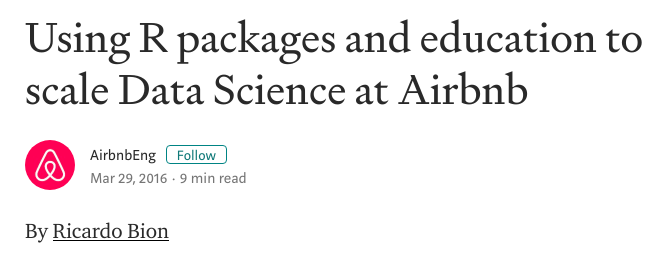 Using R packages and education to
scale Data Science at Airbnb
AirbnbEng Follow
Mar 29, 2016 · 9 min read
By Ricardo Bion